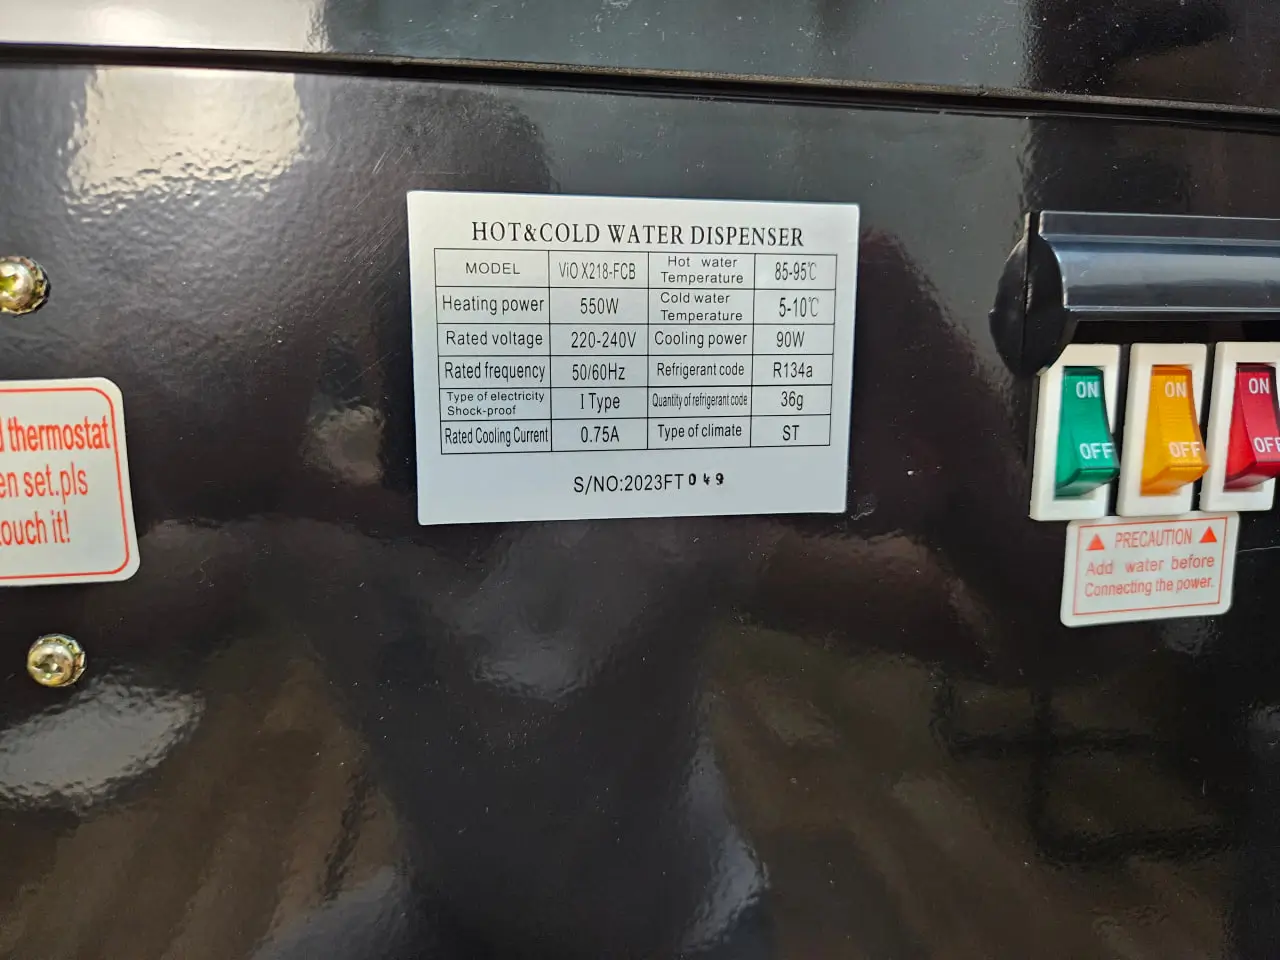 HOT&COLD WATER DISPENSER
MODEL ViO X218-FCB Hot water Temperature 85-95℃
Heating power 550W Cold water Temperature 5-10℃
Rated voltage 220-240V Cooling power 90W
Rated frequency 50/60Hz Refrigerant code R134a
Type of electricity Shock-proof I Type Quantity of refrigerant code 36g
Rated Cooling Current 0.75A Type of climate ST
S/NO:2023FT 049
thermostat
set.pls
it!
ON ON ON
OFF OFF OFF
PRECAUTION
Add water before
Connecting the power.